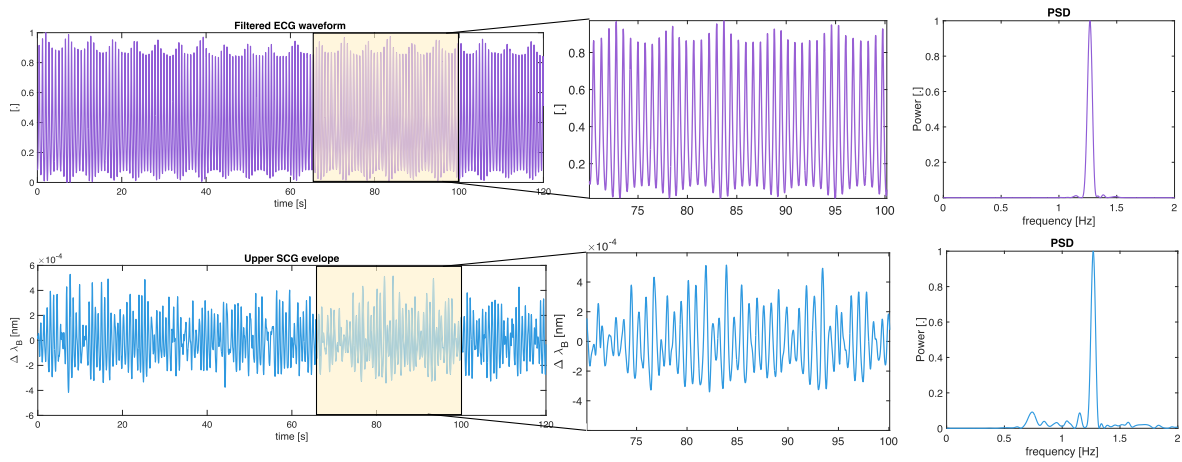 Filtered ECG waveform
1
0.8
0.6
0.4
0.2
0
[.]
0 20 40 60 80 100 120
time [s]
0.8
0.6
0.4
0.2
[.]
75 80 85 90 95 100
PSD
1
0.8
0.6
0.4
0.2
0
Power [.]
0 0.5 1 1.5 2
frequency [Hz]
Upper SCG evelope
×10⁻⁴
6
4
2
0
-2
-4
-6
Δ λB [nm]
0 20 40 60 80 100 120
time [s]
×10⁻⁴
4
2
0
-2
-4
Δ λB [nm]
75 80 85 90 95 100
PSD
1
0.8
0.6
0.4
0.2
0
Power [.]
0 0.5 1 1.5 2
frequency [Hz]